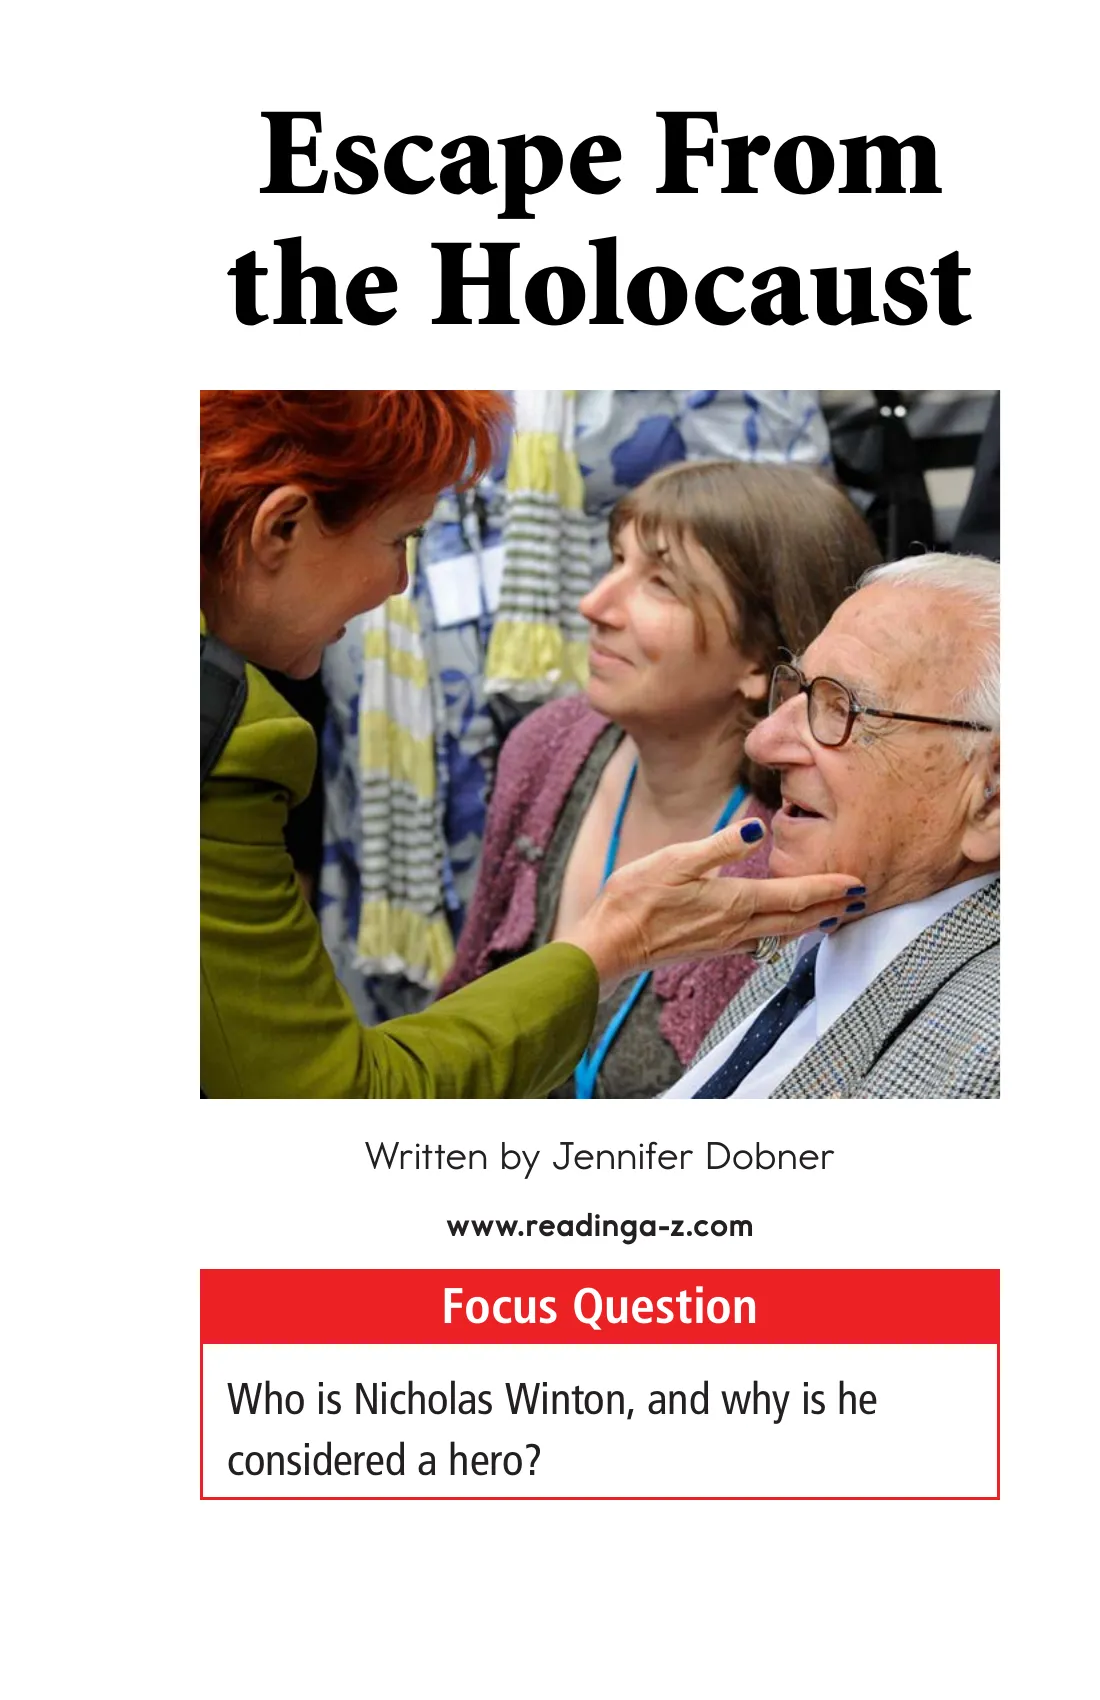 Escape From
the Holocaust
Written by Jennifer Dobner
www.readinga-z.com
Focus Question
Who is Nicholas Winton, and why is he
considered a hero?